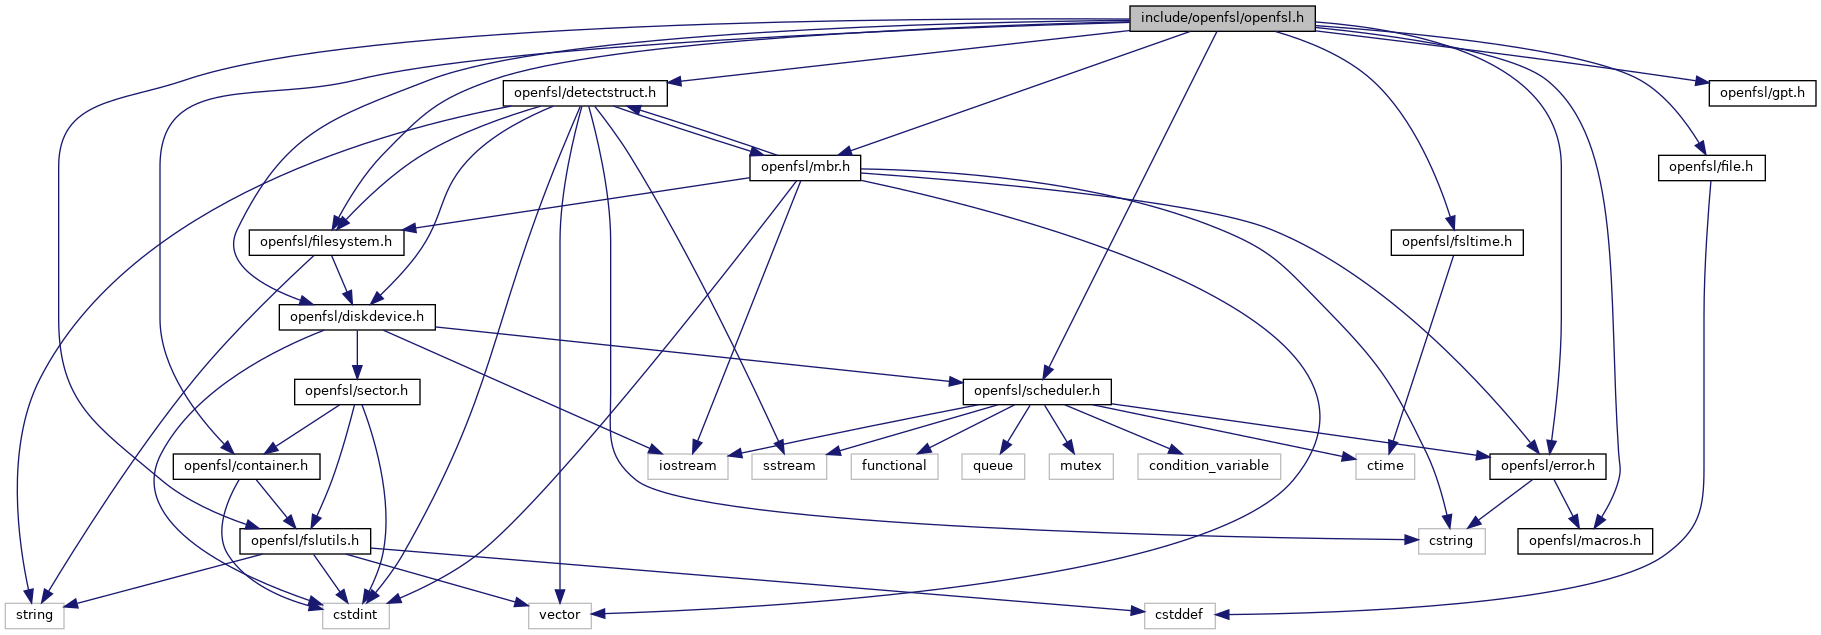 include/openfsl/openfsl.h
openfsl/detectstruct.h
openfsl/gpt.h
openfsl/mbr.h
openfsl/file.h
openfsl/filesystem.h
openfsl/fsltime.h
openfsl/diskdevice.h
openfsl/sector.h
openfsl/scheduler.h
openfsl/container.h
iostream
sstream
functional
queue
mutex
condition_variable
ctime
openfsl/error.h
openfsl/fslutils.h
cstring
openfsl/macros.h
string
cstdint
vector
cstddef